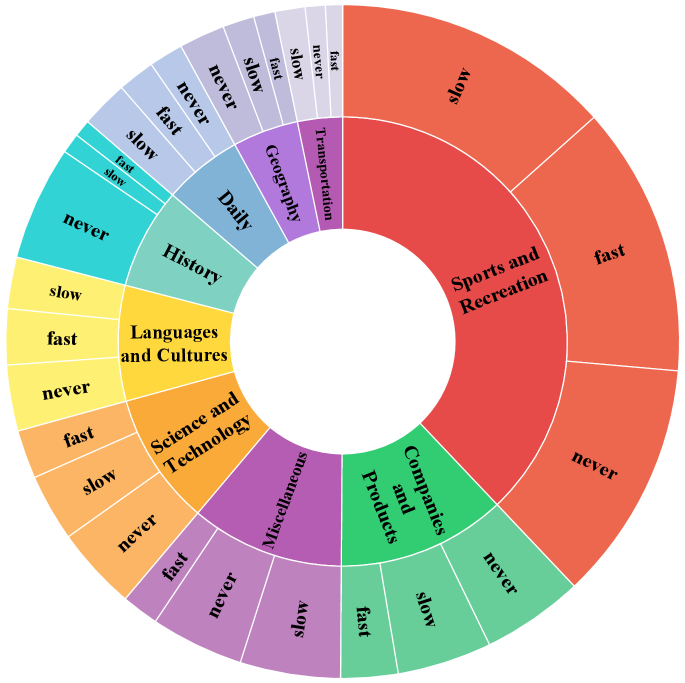 slow
fast
never
Sports and
Recreation
never
slow
fast
Companies
and
Products
slow
never
fast
Miscellaneous
never
slow
fast
Science and
Technology
never
fast
slow
Languages
and Cultures
never
slow
fast
History
slow
fast
never
Daily
never
slow
fast
Geography
slow
never
fast
Transportation